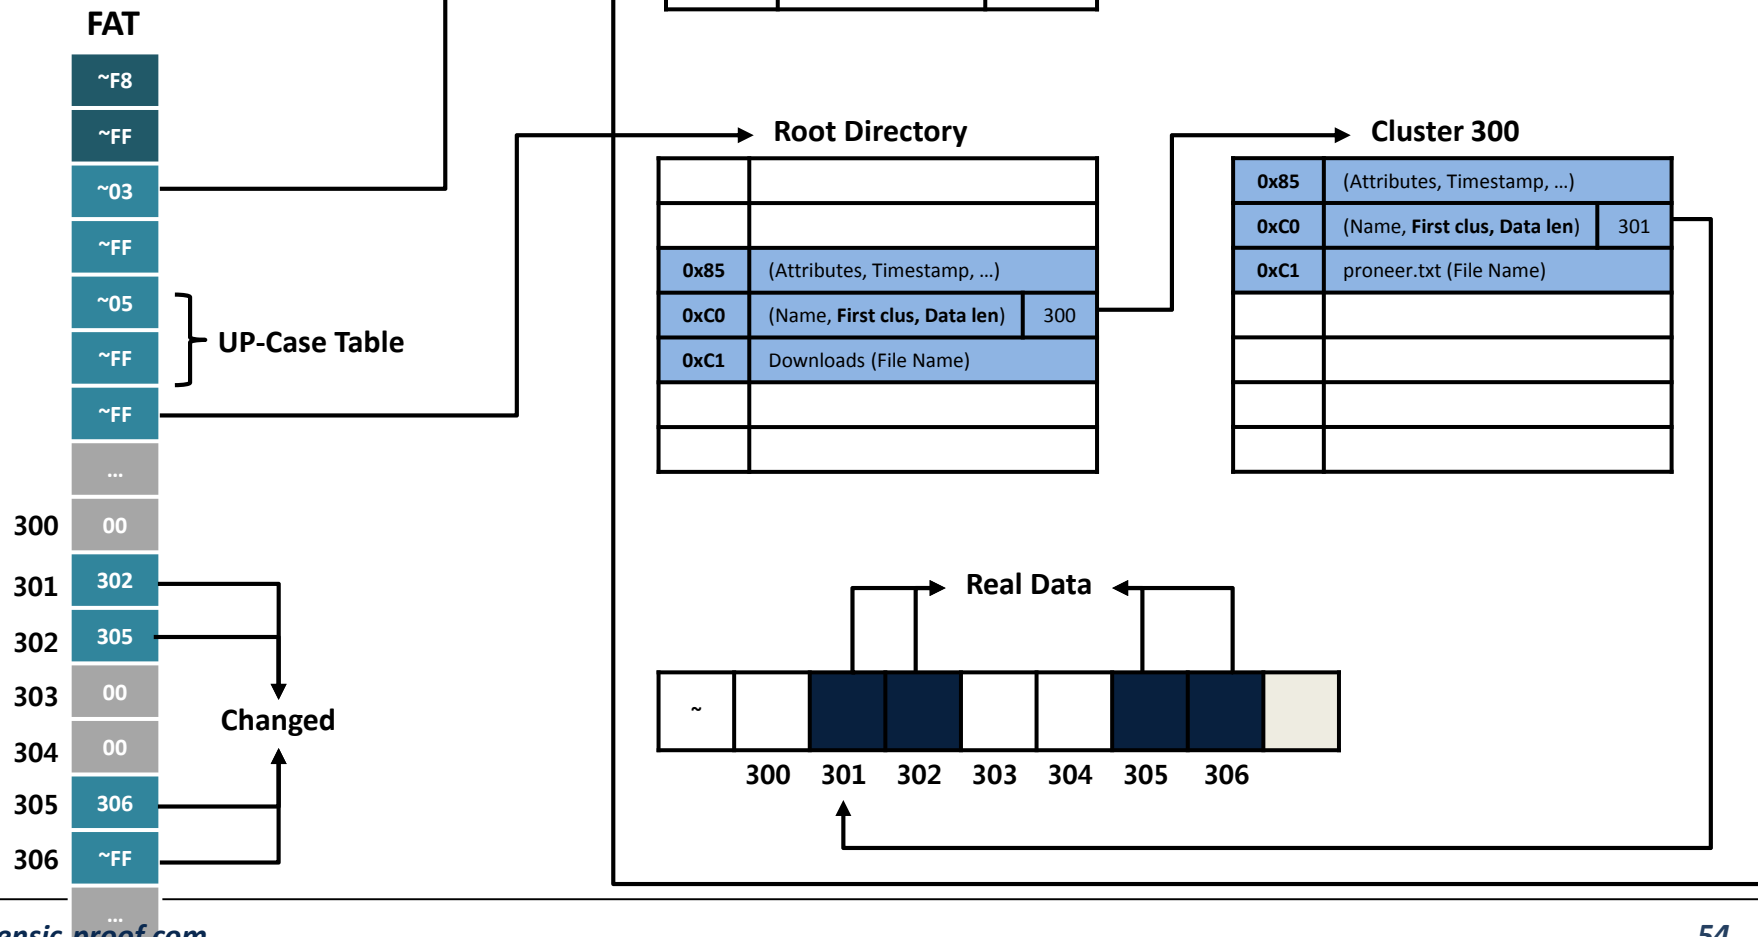 FAT
~F8
~FF
~03
~FF
~05
~FF
~FF
...
300 00
301 302
302 305
303 00
304 00
305 306
306 ~FF
...
UP-Case Table
Changed
Root Directory
0x85 (Attributes, Timestamp, ...)
0xC0 (Name, First clus, Data len) 300
0xC1 Downloads (File Name)
Cluster 300
0x85 (Attributes, Timestamp, ...)
0xC0 (Name, First clus, Data len) 301
0xC1 proneer.txt (File Name)
Real Data
~
300 301 302 303 304 305 306
ensic-proof.com
54